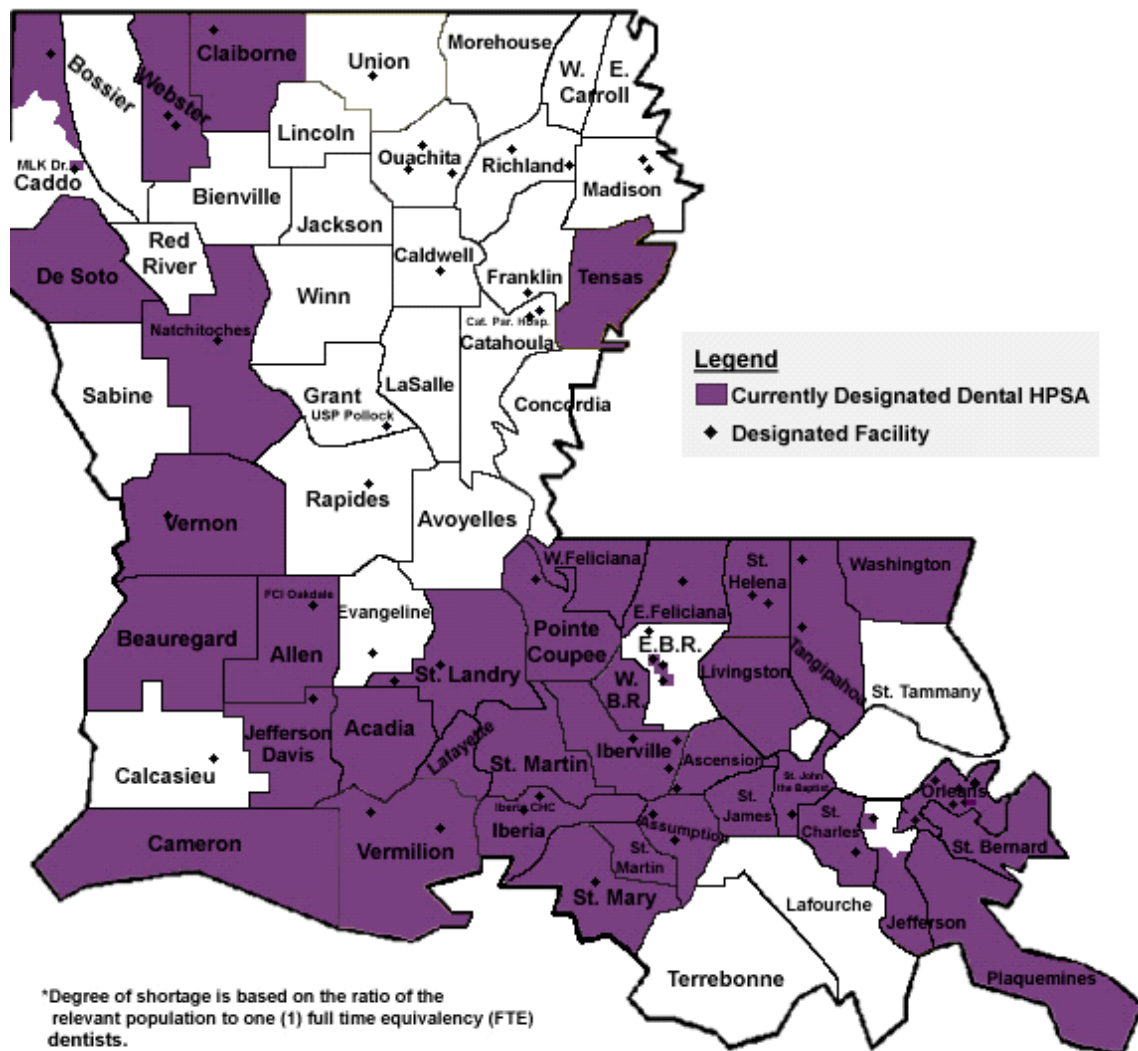 Claiborne
Union
Morehouse
W.
Carroll
E.
Bossier
Webster
Lincoln
Ouachita
Richland
Madison
MLK Dr.
Caddo
Bienville
Jackson
Red
River
De Soto
Caldwell
Franklin
Tensas
Winn
Natchitoches
Cat. Par. Hosp.
Catahoula
Sabine
Grant
USP Pollock
LaSalle
Concordia
Legend
Currently Designated Dental HPSA
Designated Facility
Rapides
Vernon
Avoyelles
W.Feliciana
St.
Helena
Washington
FCI Oakdale
Evangeline
E.Feliciana
Beauregard
Allen
Pointe
Coupee
E.B.R.
St. Landry
W.
B.R.
Livingston
Tangipahoa
St. Tammany
Jefferson
Davis
Acadia
Lafayette
Calcasieu
St. Martin
Iberville
Ascension
St. John
the Baptist
Orleans
Iberia CHC
Iberia
St.
James
St.
Charles
Assumption
Cameron
Vermilion
St.
Martin
St. Bernard
St. Mary
Lafourche
Jefferson
Terrebonne
Plaquemines
*Degree of shortage is based on the ratio of the
relevant population to one (1) full time equivalency (FTE)
dentists.